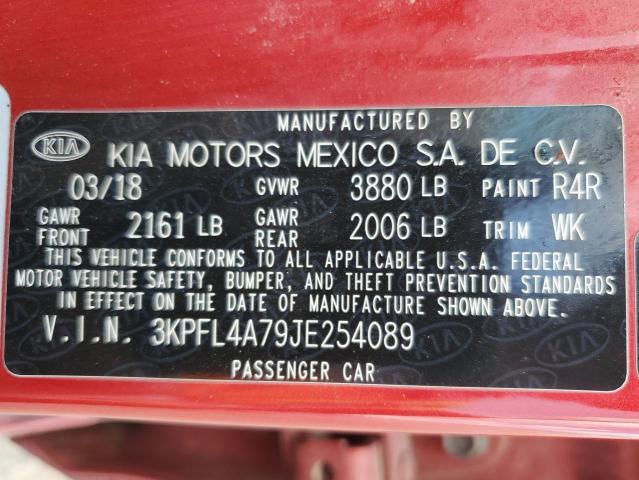 MANUFACTURED BY
KIA KIA MOTORS MEXICO S.A. DE C.V.
03/18 GVWR 3880 LB PAINT R4R
GAWR FRONT 2161 LB GAWR REAR 2006 LB TRIM WK
THIS VEHICLE CONFORMS TO ALL APPLICABLE U.S.A. FEDERAL
MOTOR VEHICLE SAFETY, BUMPER, AND THEFT PREVENTION STANDARDS
IN EFFECT ON THE DATE OF MANUFACTURE SHOWN ABOVE.
V.I.N. 3KPFL4A79JE254089
PASSENGER CAR